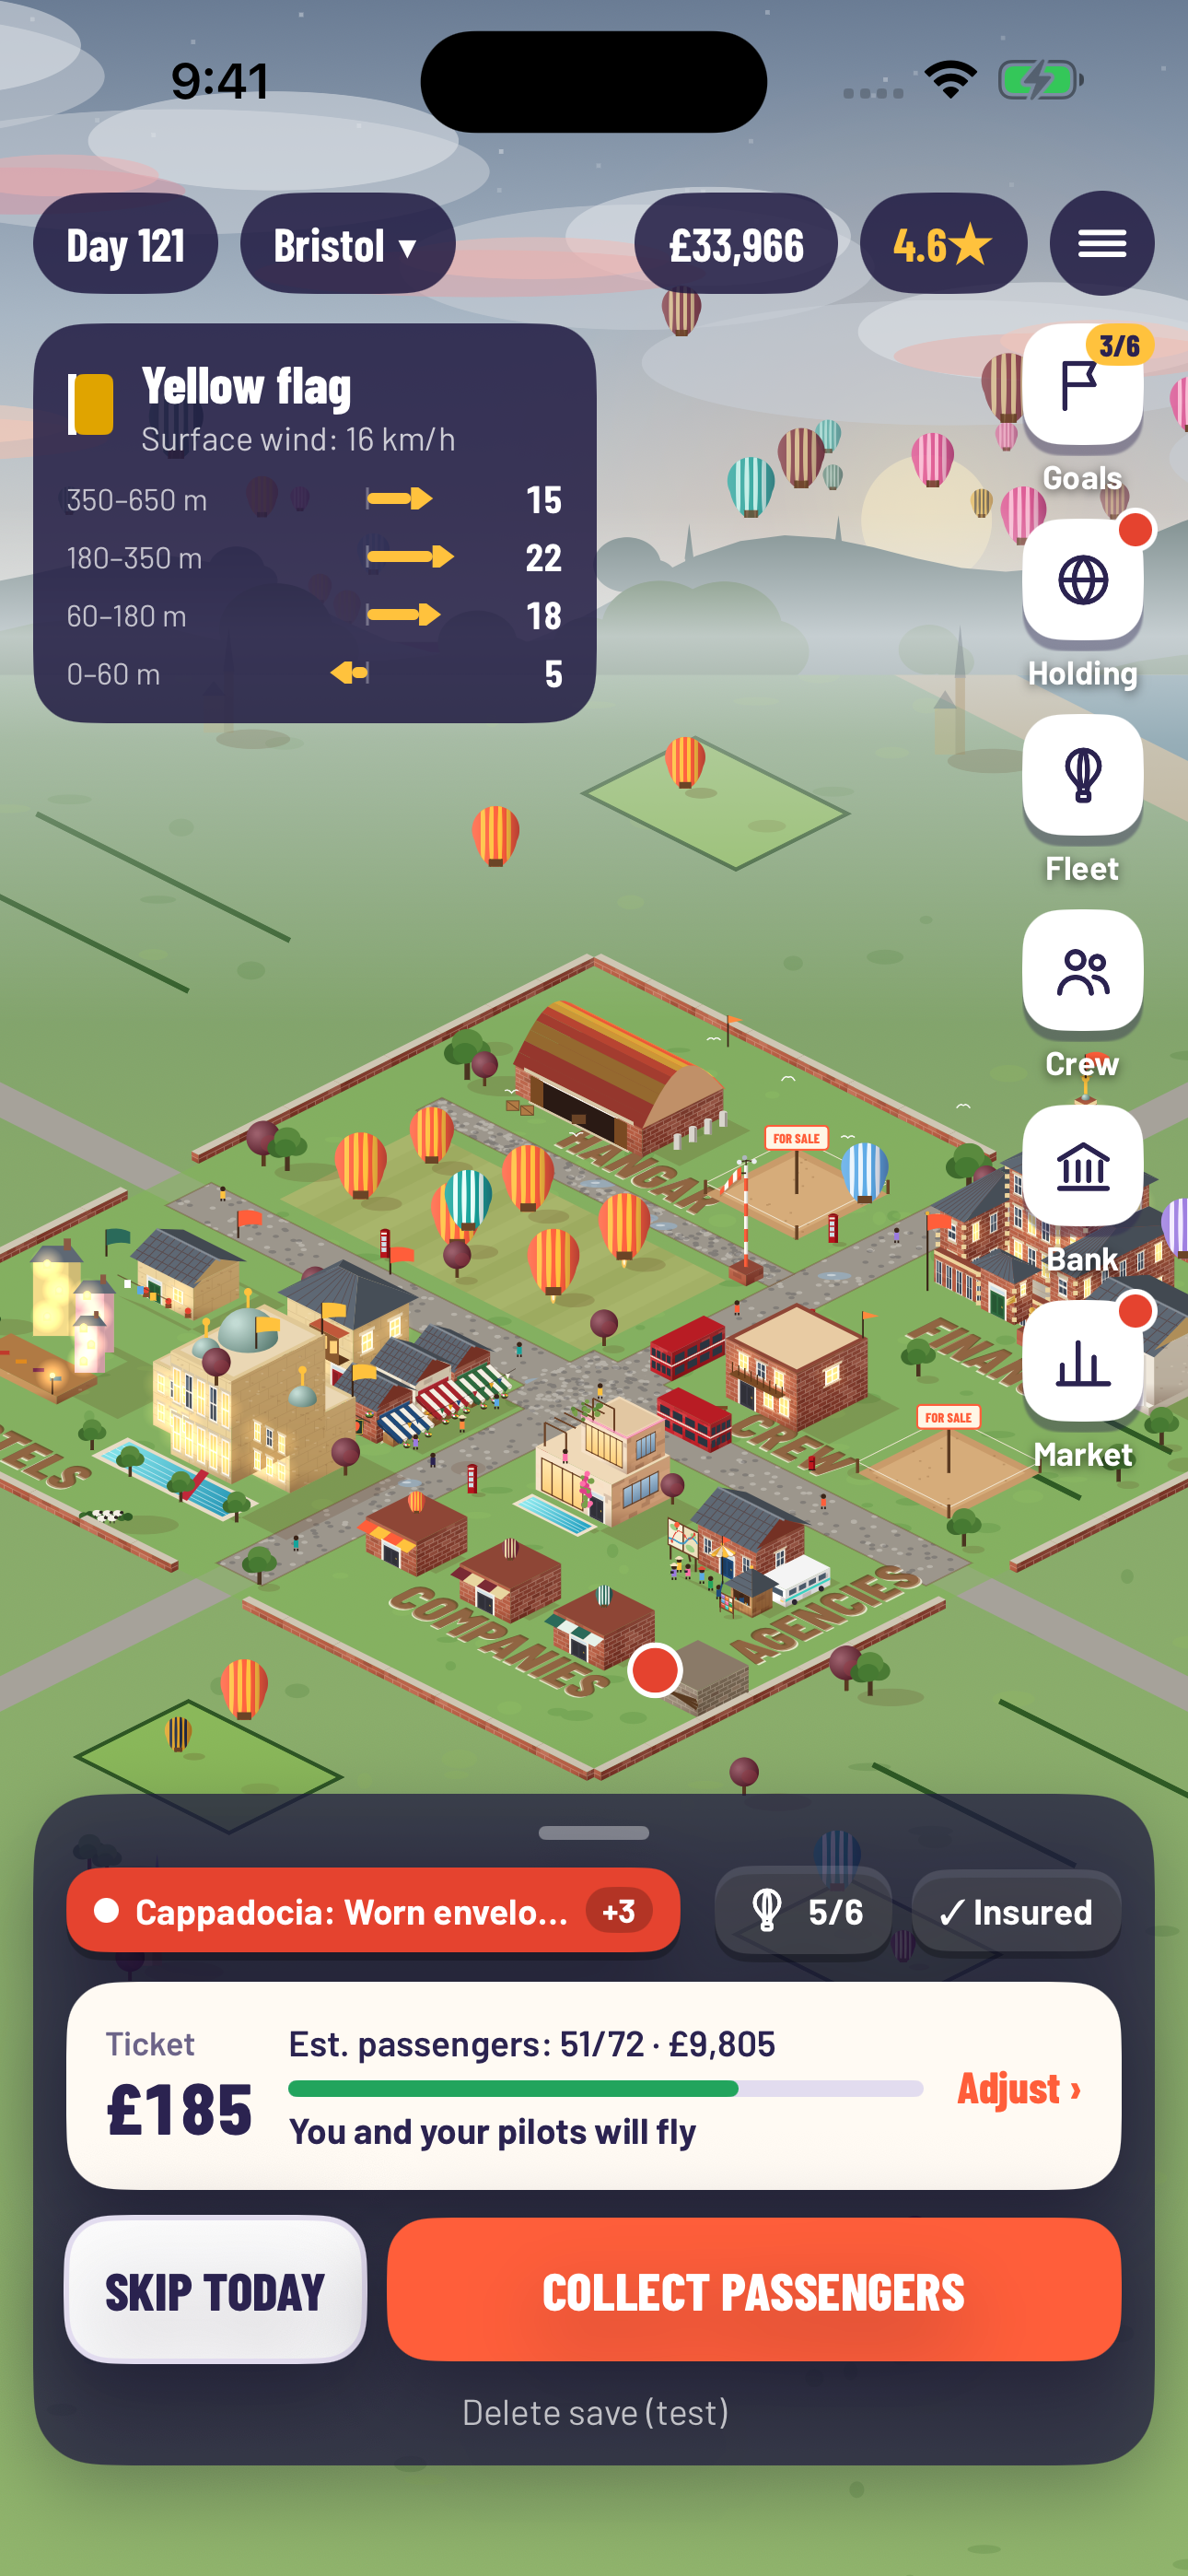 9:41
Day 121
Bristol ▾
£33,966
4.6★
3/6
Yellow flag
Surface wind: 16 km/h
350–650 m 15
180–350 m 22
60–180 m 18
0–60 m 5
Goals
Holding
Fleet
Crew
Bank
Market
HANGAR
FOR SALE
FOR SALE
CREW
COMPANIES
AGENCIES
Cappadocia: Worn envelo... +3
5/6
✓ Insured
Ticket
£185
Est. passengers: 51/72 · £9,805
You and your pilots will fly
Adjust ›
SKIP TODAY
COLLECT PASSENGERS
Delete save (test)